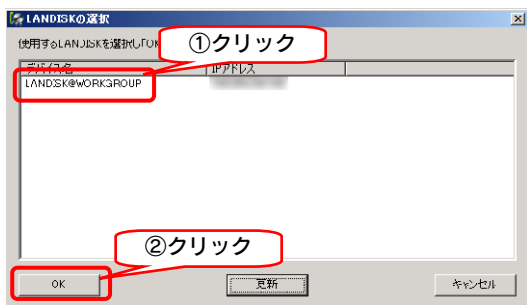 LANDISKの選択
使用するLANDISKを選択し「OK
①クリック
デバイス名 IPアドレス
LANDISK@WORKGROUP
②クリック
OK 更新 キャンセル